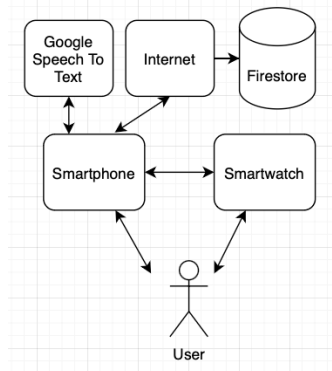 Google
Speech To
Text
Internet
Firestore
Smartphone
Smartwatch
User